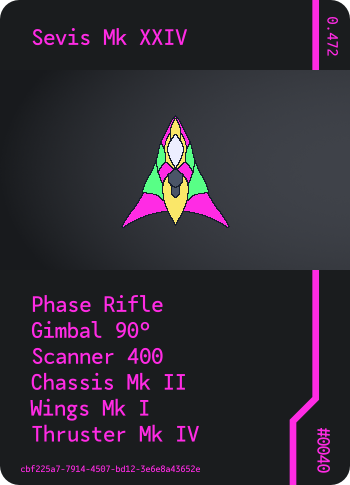 Sevis Mk XXIV
0.472
Phase Rifle
Gimbal 90º
Scanner 400
Chassis Mk II
Wings Mk I
Thruster Mk IV
#0040
cbf225a7-7914-4507-bd12-3e6e8a43652e